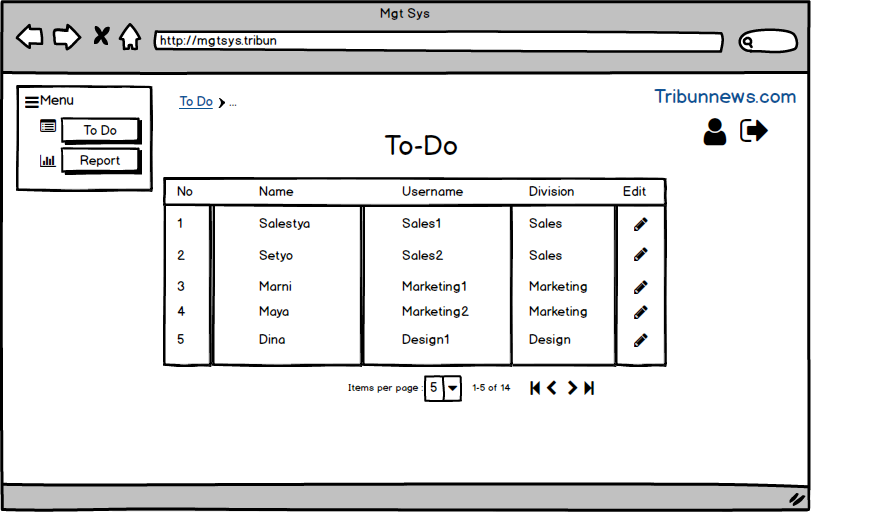 Mgt Sys
http://mgtsys.tribun
Menu
To Do
Report
To Do ...
Tribunnews.com
To-Do
No Name Username Division Edit
1 Salestya Sales1 Sales
2 Setyo Sales2 Sales
3 Marni Marketing1 Marketing
4 Maya Marketing2 Marketing
5 Dina Design1 Design
Items per page : 5 1-5 of 14